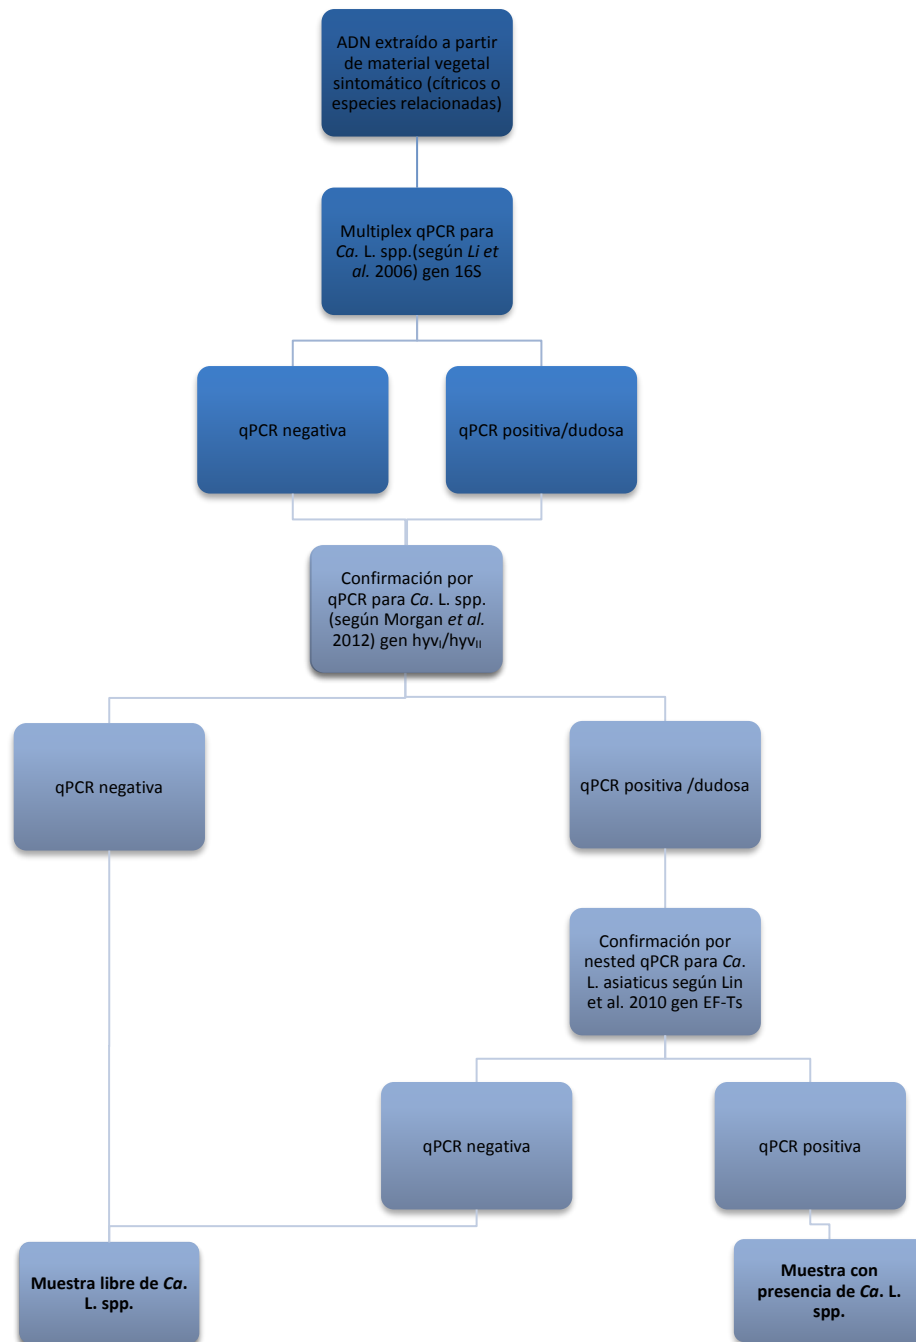 ADN extraído a partir
de material vegetal
sintomático (cítricos o
especies relacionadas)
Multiplex qPCR para
Ca. L. spp.(según Li et
al. 2006) gen 16S
qPCR negativa
qPCR positiva/dudosa
Confirmación por
qPCR para Ca. L. spp.
(según Morgan et al.
2012) gen hyvI/hyvII
qPCR negativa
qPCR positiva /dudosa
Confirmación por
nested qPCR para Ca.
L. asiaticus según Lin
et al. 2010 gen EF-Ts
qPCR negativa
qPCR positiva
Muestra libre de Ca.
L. spp.
Muestra con
presencia de Ca. L.
spp.